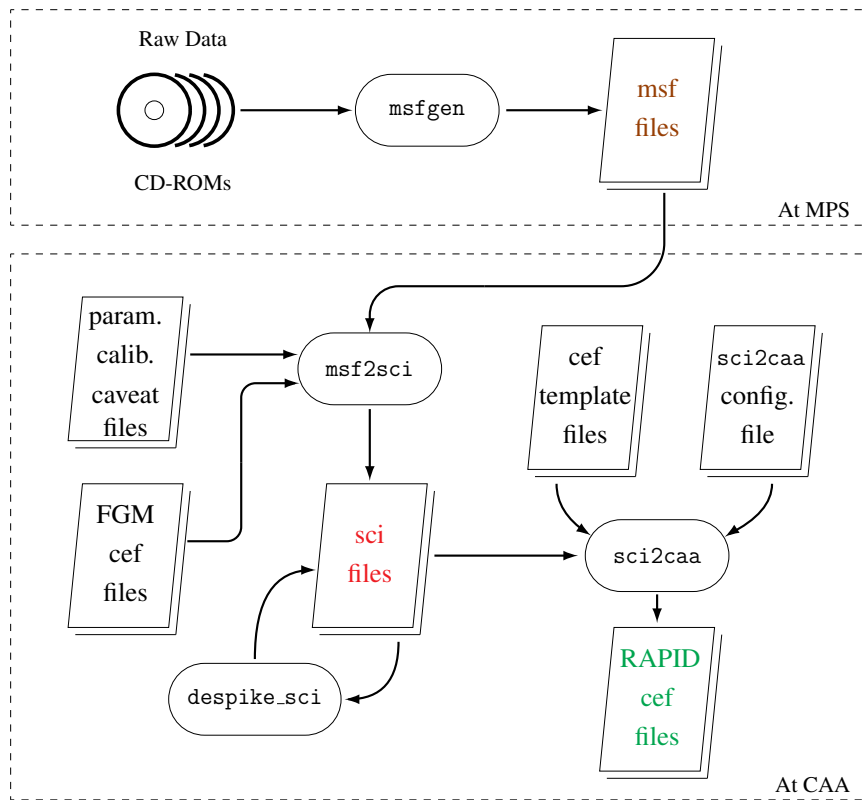 Raw Data
CD-ROMs
msfgen
msf
files
At MPS
param.
calib.
caveat
files
msf2sci
cef
template
files
sci2caa
config.
file
FGM
cef
files
sci
files
sci2caa
despike_sci
RAPID
cef
files
At CAA